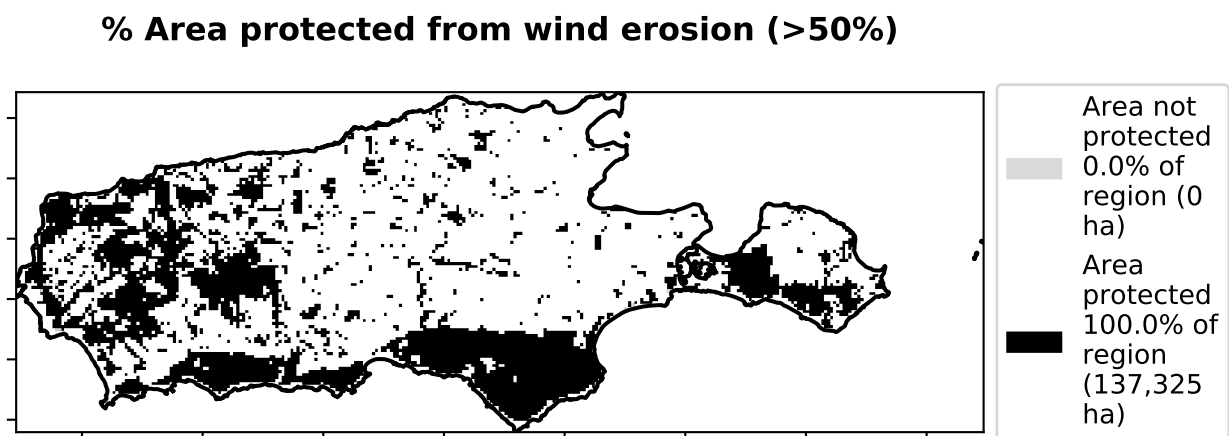 % Area protected from wind erosion (>50%)
Area not
protected
0.0% of
region (0
ha)
Area
protected
100.0% of
region
(137,325
ha)